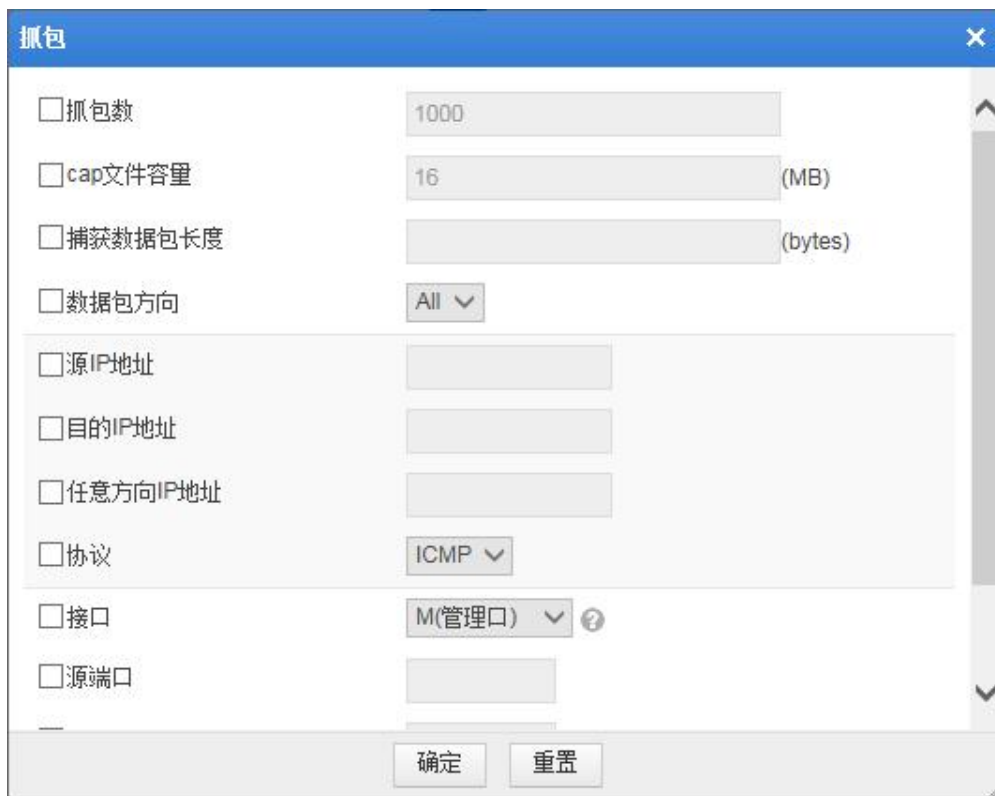 抓包
抓包数 1000
cap文件容量 16 (MB)
捕获数据包长度 (bytes)
数据包方向 All
源IP地址
目的IP地址
任意方向IP地址
协议 ICMP
接口 M(管理口) ?
源端口
确定 重置